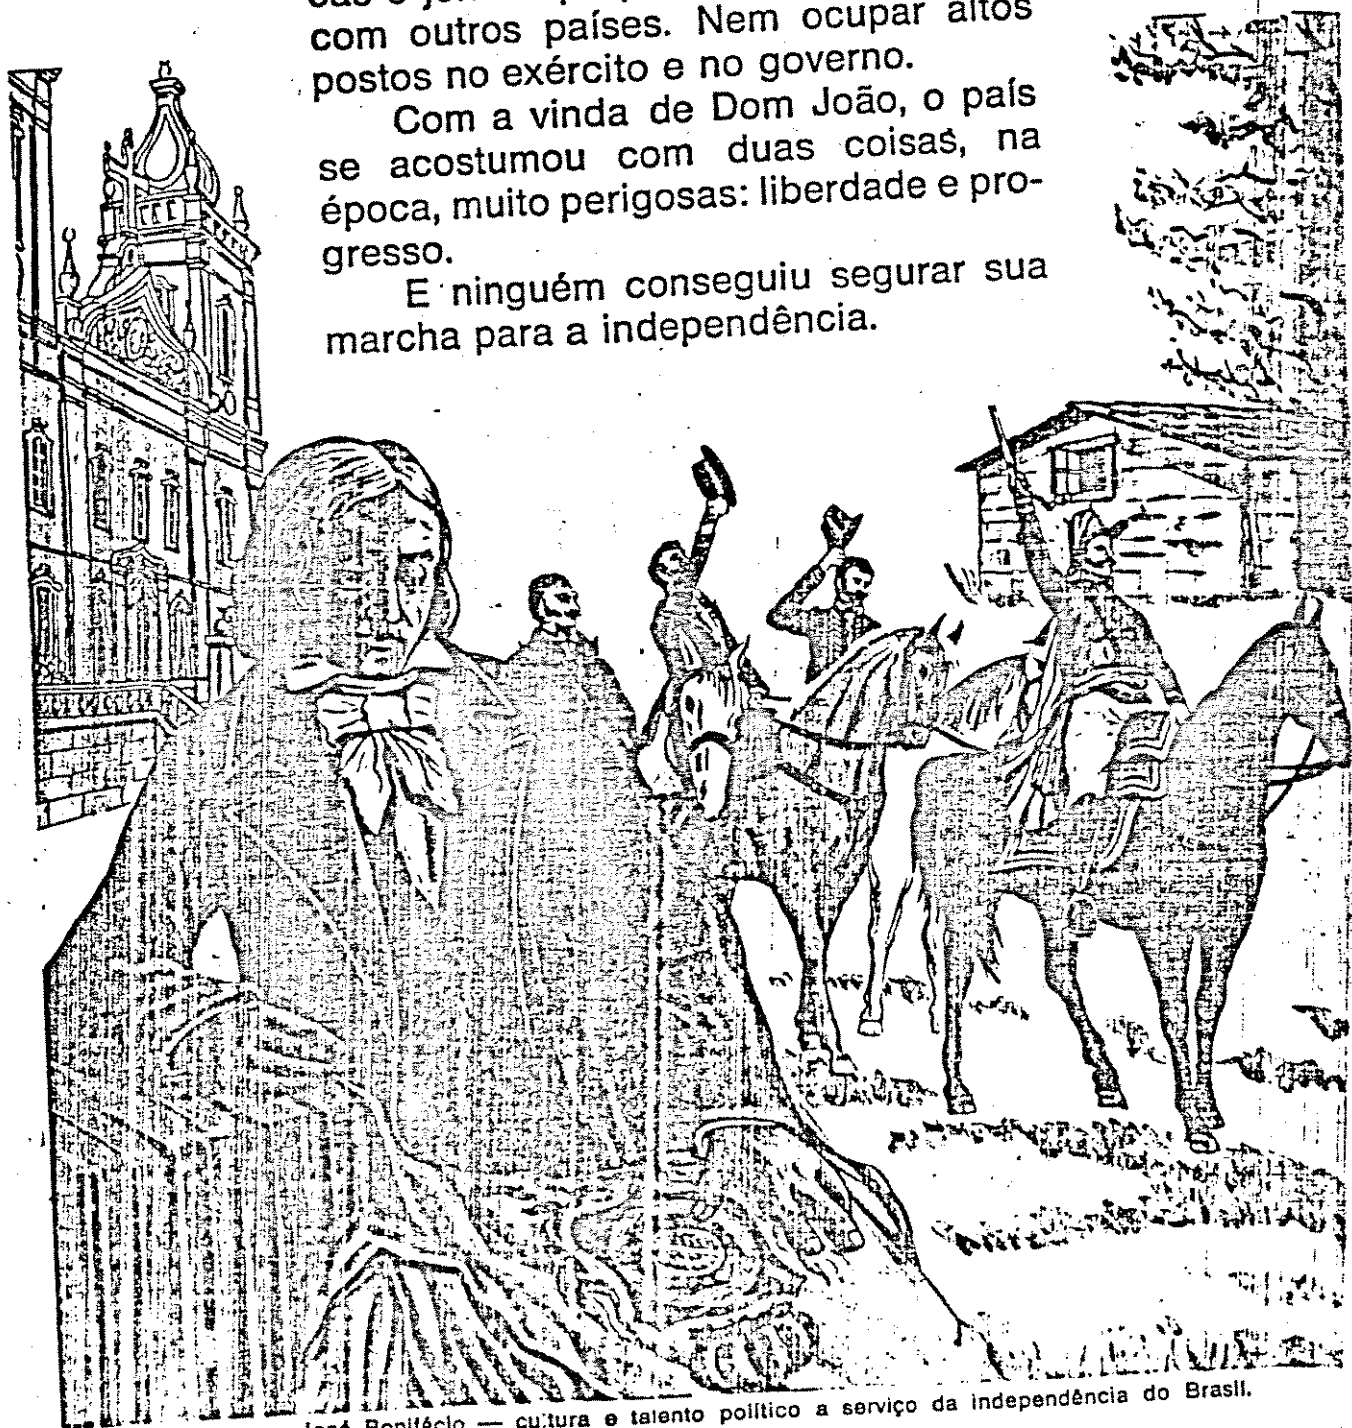 com outros países. Nem ocupar altos
postos no exército e no governo.
Com a vinda de Dom João, o país
se acostumou com duas coisas, na
época, muito perigosas: liberdade e pro-
gresso.
E ninguém conseguiu segurar sua
marcha para a independência.
José Bonifácio — cultura e talento político a serviço da independência do Brasil.